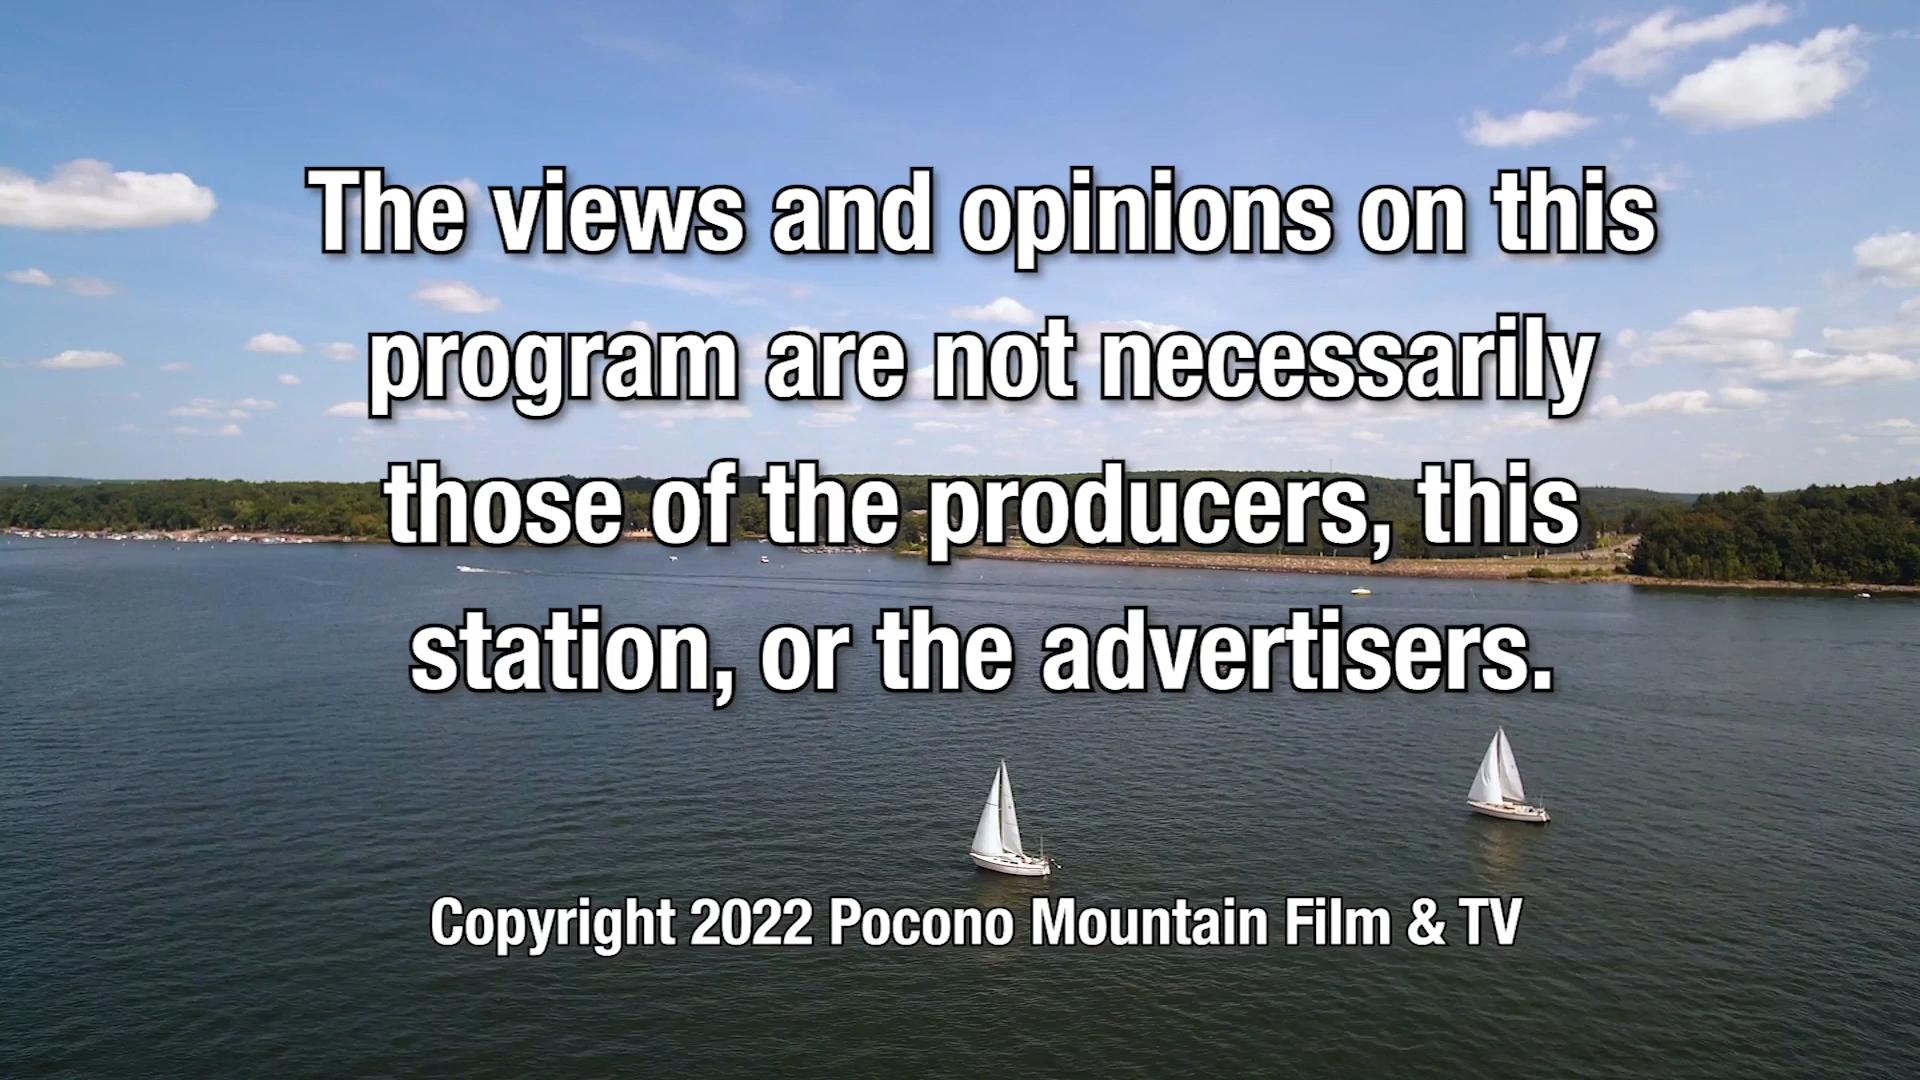 The views and opinions on this
program are not necessarily
those of the producers, this
station, or the advertisers.
Copyright 2022 Pocono Mountain Film & TV